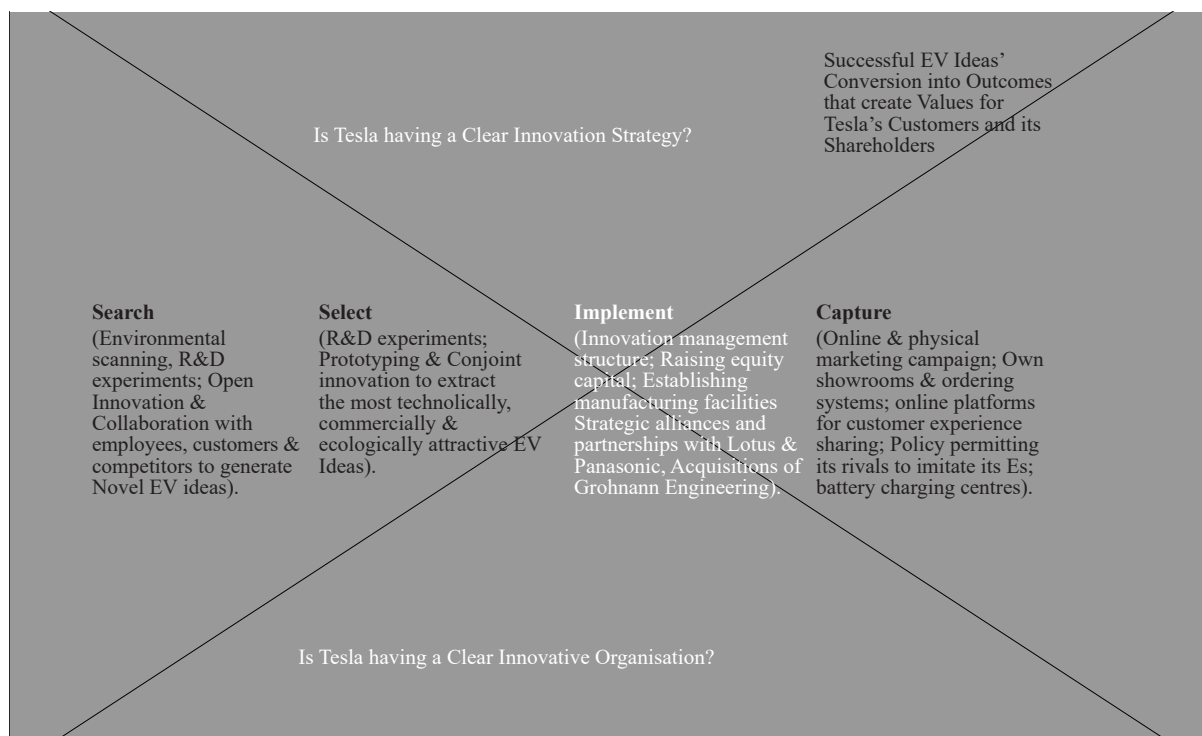 Successful EV Ideas’
Conversion into Outcomes
that create Values for
Tesla’s Customers and its
Shareholders
Is Tesla having a Clear Innovation Strategy?
Search
(Environmental
scanning, R&D
experiments; Open
Innovation &
Collaboration with
employees, customers &
competitors to generate
Novel EV ideas).
Select
(R&D experiments;
Prototyping & Conjoint
innovation to extract
the most technolically,
commercially &
ecologically attractive EV
Ideas).
Implement
(Innovation management
structure; Raising equity
capital; Establishing
manufacturing facilities
Strategic alliances and
partnerships with Lotus &
Panasonic, Acquisitions of
Grohnann Engineering).
Capture
(Online & physical
marketing campaign; Own
showrooms & ordering
systems; online platforms
for customer experience
sharing; Policy permitting
its rivals to imitate its Es;
battery charging centres).
Is Tesla having a Clear Innovative Organisation?